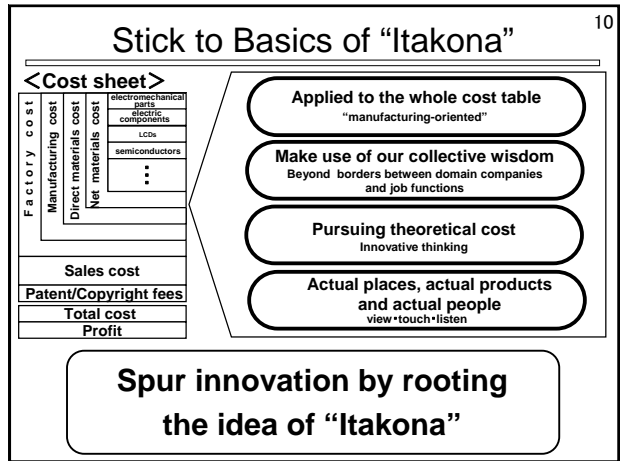 10
Stick to Basics of “Itakona”
＜Cost sheet＞
Factory cost
Manufacturing cost
Direct materials cost
Net materials cost
electromechanical
parts
electric
components
LCDs
semiconductors
⋮
Sales cost
Patent/Copyright fees
Total cost
Profit
Applied to the whole cost table
“manufacturing-oriented”
Make use of our collective wisdom
Beyond borders between domain companies
and job functions
Pursuing theoretical cost
Innovative thinking
Actual places, actual products
and actual people
view・touch・listen
Spur innovation by rooting
the idea of “Itakona”